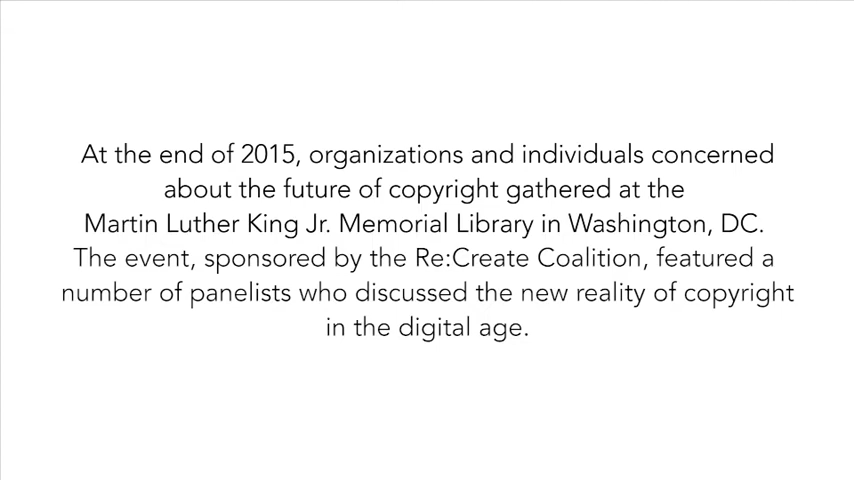 At the end of 2015, organizations and individuals concerned
about the future of copyright gathered at the
Martin Luther King Jr. Memorial Library in Washington, DC.
The event, sponsored by the Re:Create Coalition, featured a
number of panelists who discussed the new reality of copyright
in the digital age.